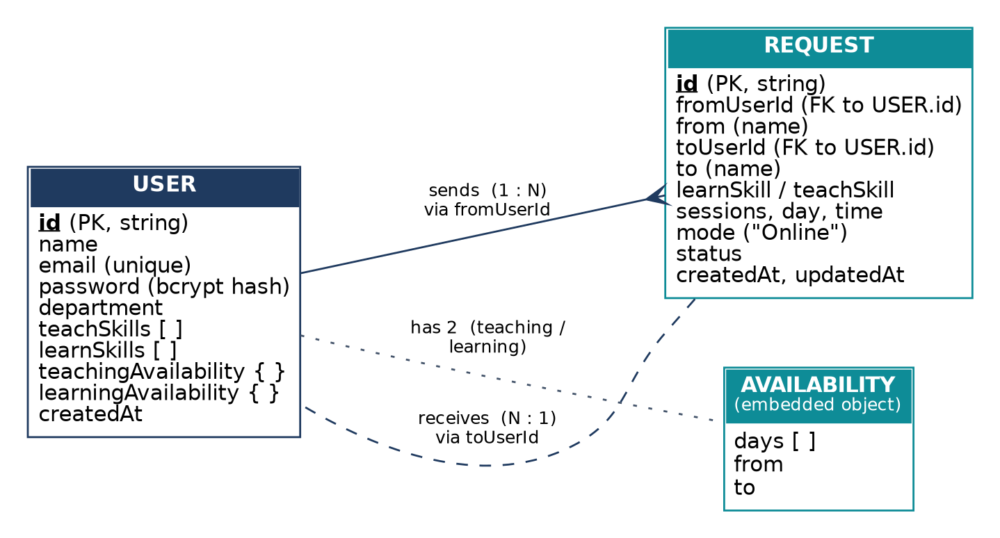 REQUEST
id (PK, string)
fromUserId (FK to USER.id)
from (name)
toUserId (FK to USER.id)
to (name)
learnSkill / teachSkill
sessions, day, time
mode ("Online")
status
createdAt, updatedAt
USER
id (PK, string)
name
email (unique)
password (bcrypt hash)
department
teachSkills [ ]
learnSkills [ ]
teachingAvailability { }
learningAvailability { }
createdAt
sends (1 : N)
via fromUserId
has 2 (teaching /
learning)
receives (N : 1)
via toUserId
AVAILABILITY
(embedded object)
days [ ]
from
to